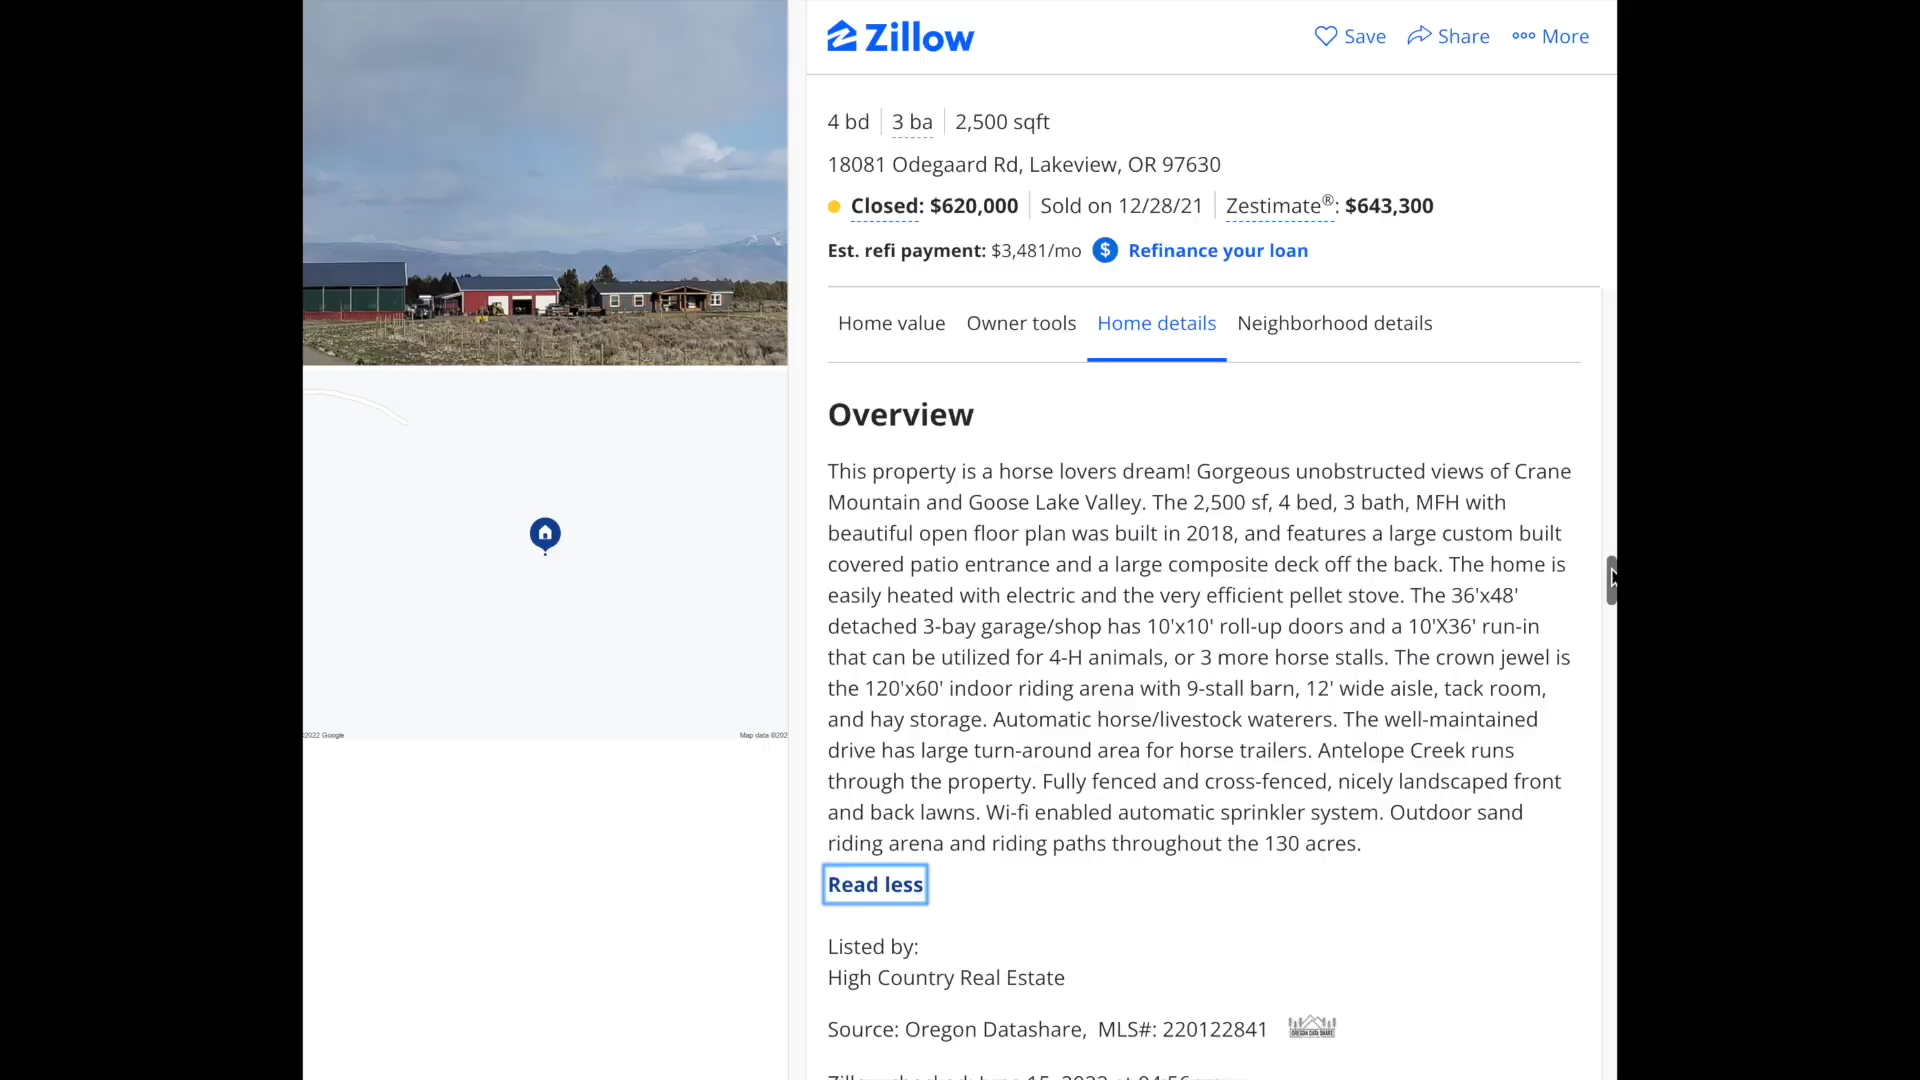 Zillow
Save
Share
More
4 bd
3 ba
2,500 sqft
18081 Odegaard Rd, Lakeview, OR 97630
Closed: $620,000
Sold on 12/28/21
Zestimate®: $643,300
Est. refi payment: $3,481/mo
$ Refinance your loan
Home value
Owner tools
Home details
Neighborhood details
Overview
This property is a horse lovers dream! Gorgeous unobstructed views of Crane
Mountain and Goose Lake Valley. The 2,500 sf, 4 bed, 3 bath, MFH with
beautiful open floor plan was built in 2018, and features a large custom built
covered patio entrance and a large composite deck off the back. The home is
easily heated with electric and the very efficient pellet stove. The 36'x48'
detached 3-bay garage/shop has 10'x10' roll-up doors and a 10'X36' run-in
that can be utilized for 4-H animals, or 3 more horse stalls. The crown jewel is
the 120'x60' indoor riding arena with 9-stall barn, 12' wide aisle, tack room,
and hay storage. Automatic horse/livestock waterers. The well-maintained
drive has large turn-around area for horse trailers. Antelope Creek runs
through the property. Fully fenced and cross-fenced, nicely landscaped front
and back lawns. Wi-fi enabled automatic sprinkler system. Outdoor sand
riding arena and riding paths throughout the 130 acres.
Read less
Listed by:
High Country Real Estate
Source: Oregon Datashare, MLS#: 220122841
OREGON DATA SHARE
2022 Google
Map data ©202